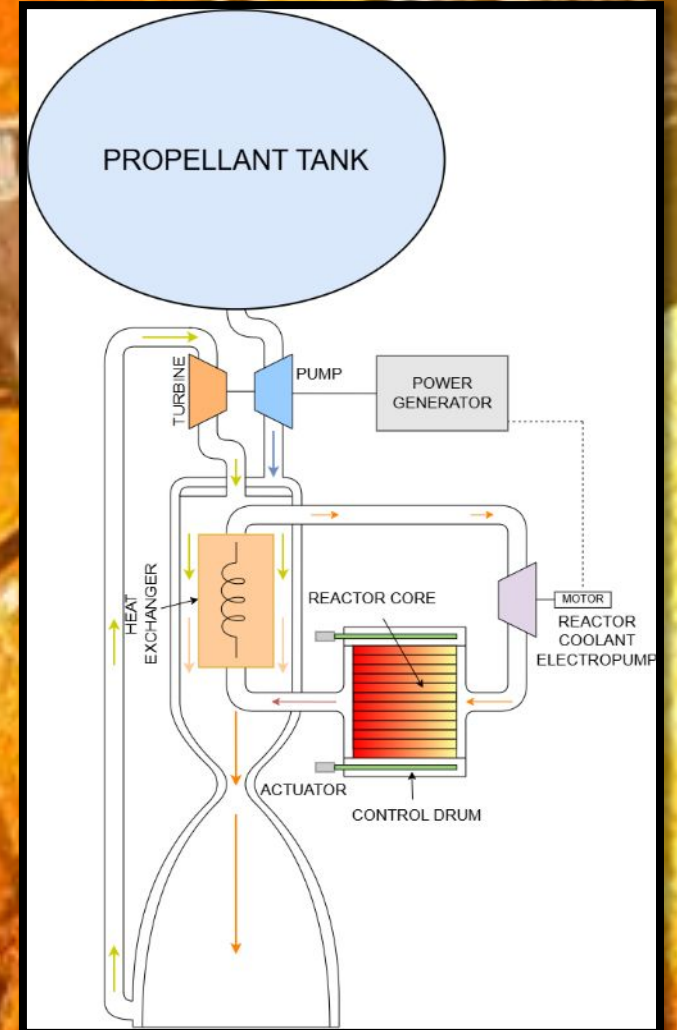 PROPELLANT TANK
TURBINE
PUMP
POWER
GENERATOR
HEAT
EXCHANGER
REACTOR CORE
MOTOR
REACTOR
COOLANT
ELECTROPUMP
ACTUATOR
CONTROL DRUM